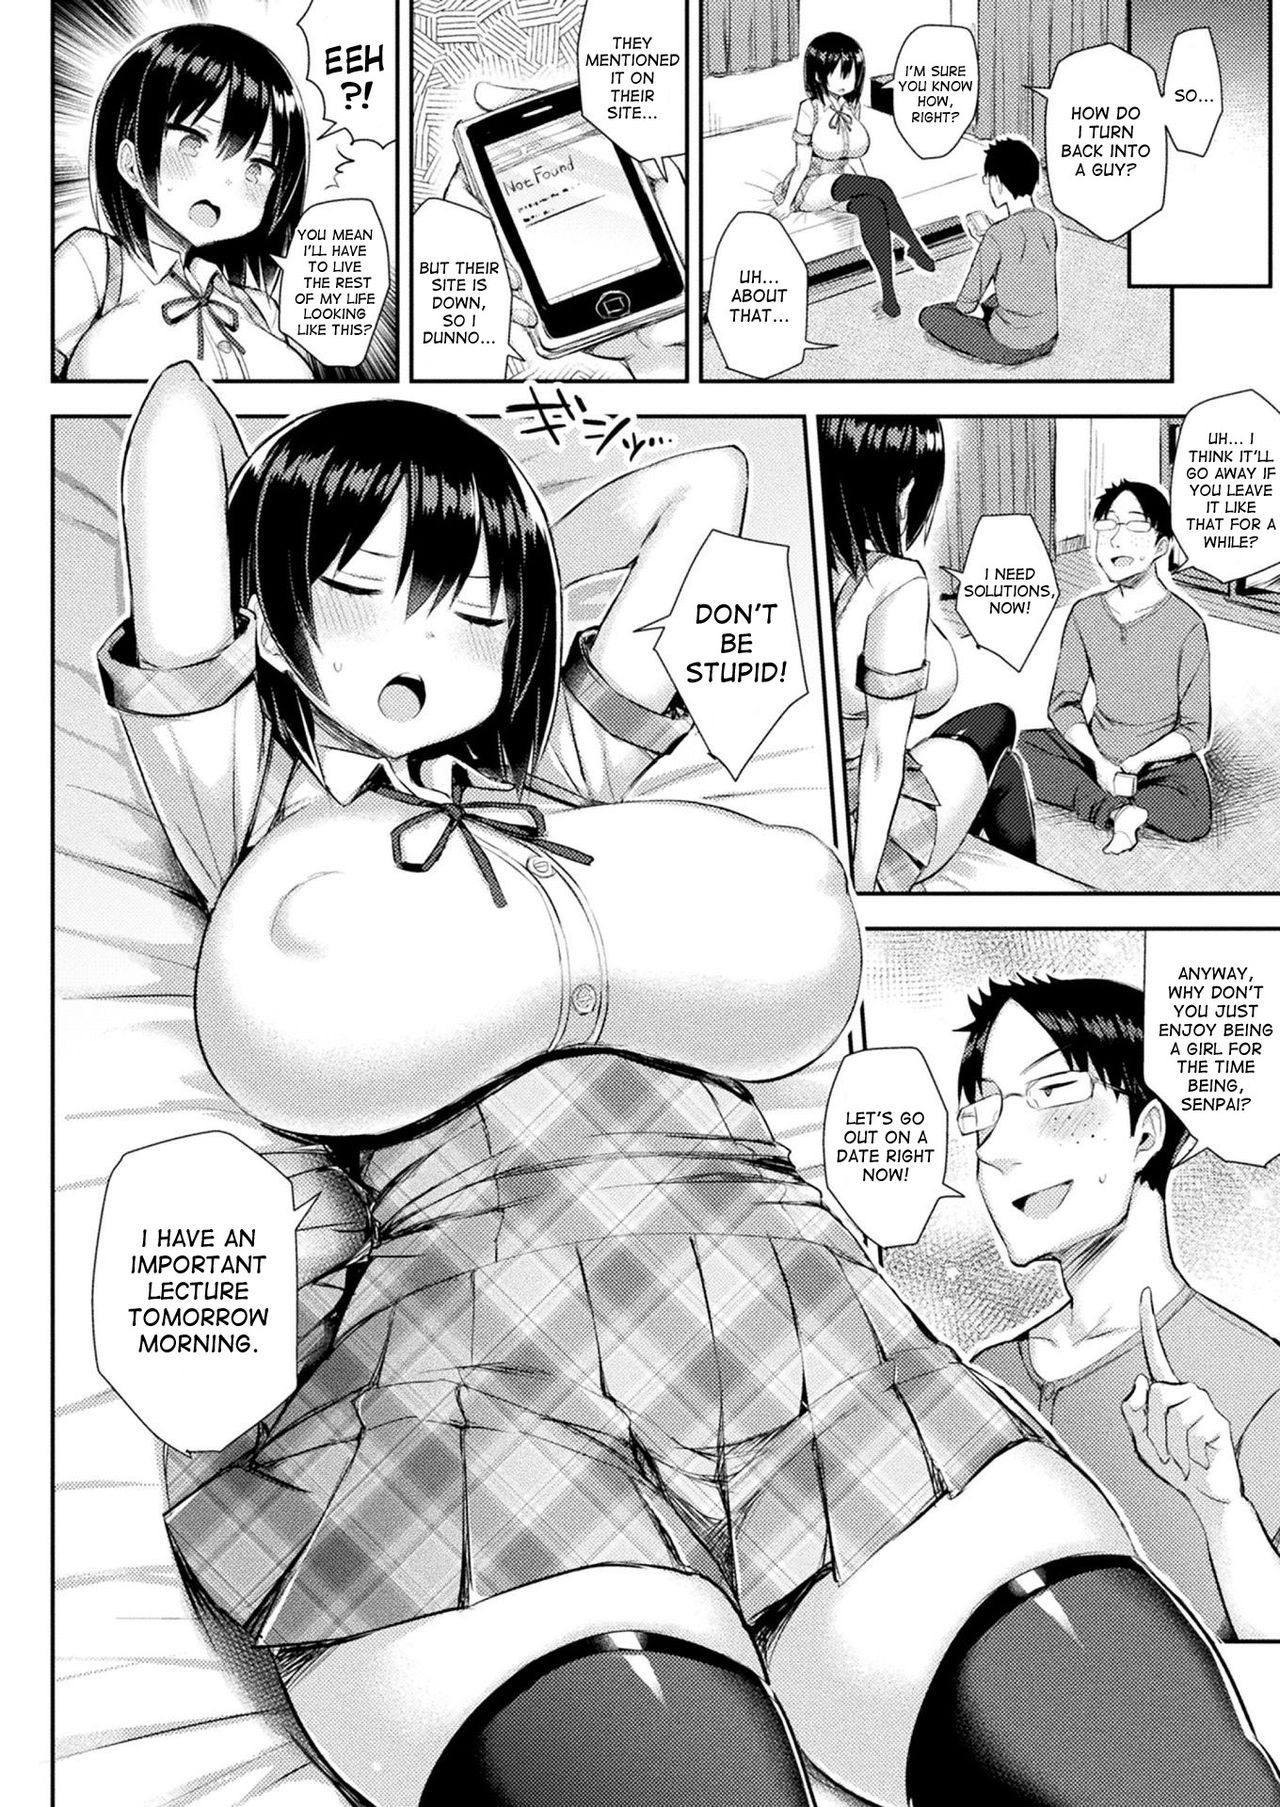 SO...
HOW DO
I TURN
BACK INTO
A GUY?
I'M SURE
YOU KNOW
HOW,
RIGHT?
UH...
ABOUT
THAT...
THEY
MENTIONED
IT ON
THEIR
SITE...
Not Found
BUT THEIR
SITE IS
DOWN,
SO I
DUNNO...
EEH
?!
YOU MEAN
I'LL HAVE
TO LIVE
THE REST
OF MY LIFE
LOOKING
LIKE THIS?
UH... I
THINK IT'LL
GO AWAY IF
YOU LEAVE
IT LIKE
THAT FOR A
WHILE?
I NEED
SOLUTIONS,
NOW!
ANYWAY,
WHY DON'T
YOU JUST
ENJOY BEING
A GIRL FOR
THE TIME
BEING,
SENPAI?
LET'S GO
OUT ON A
DATE RIGHT
NOW!
ギシッ…
DON'T
BE
STUPID!
I HAVE AN
IMPORTANT
LECTURE
TOMORROW
MORNING.